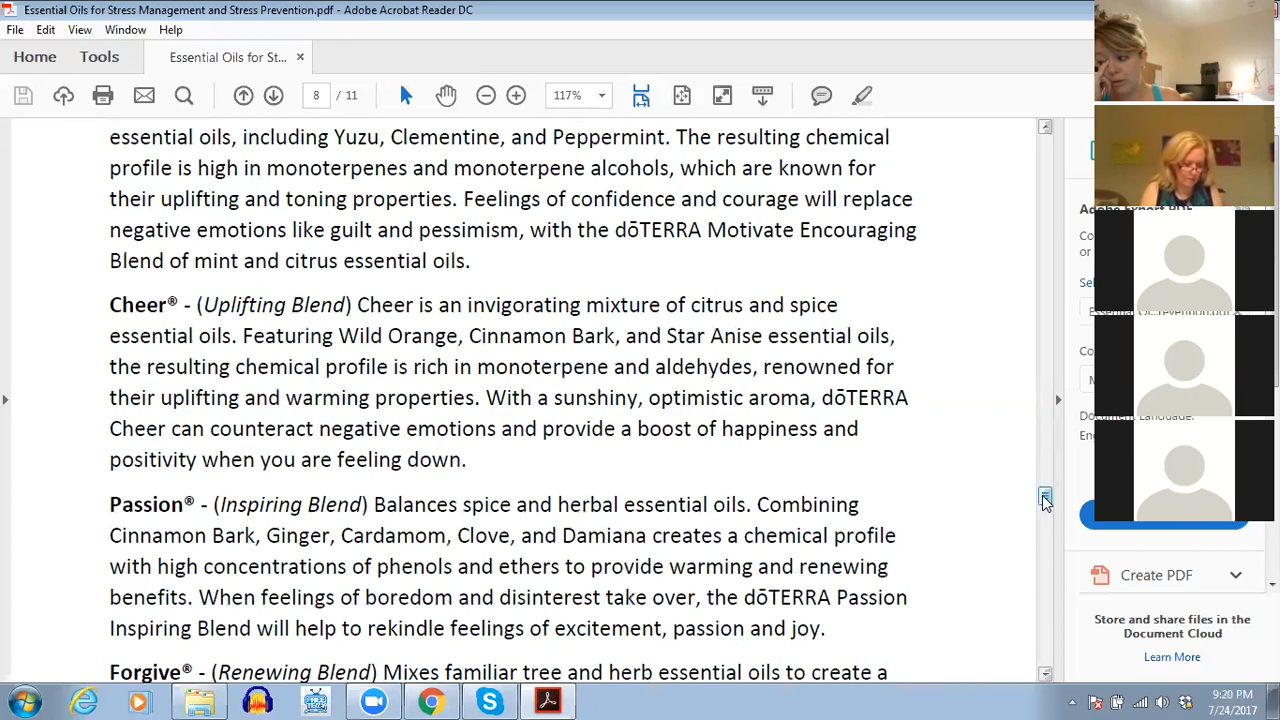 Essential Oils for Stress Management and Stress Prevention.pdf - Adobe Acrobat Reader DC
File Edit View Window Help
Home Tools Essential Oils for St... ×
8 / 11 117%
essential oils, including Yuzu, Clementine, and Peppermint. The resulting chemical
profile is high in monoterpenes and monoterpene alcohols, which are known for
their uplifting and toning properties. Feelings of confidence and courage will replace
negative emotions like guilt and pessimism, with the dōTERRA Motivate Encouraging
Blend of mint and citrus essential oils.
Cheer® - (Uplifting Blend) Cheer is an invigorating mixture of citrus and spice
essential oils. Featuring Wild Orange, Cinnamon Bark, and Star Anise essential oils,
the resulting chemical profile is rich in monoterpene and aldehydes, renowned for
their uplifting and warming properties. With a sunshiny, optimistic aroma, dōTERRA
Cheer can counteract negative emotions and provide a boost of happiness and
positivity when you are feeling down.
Passion® - (Inspiring Blend) Balances spice and herbal essential oils. Combining
Cinnamon Bark, Ginger, Cardamom, Clove, and Damiana creates a chemical profile
with high concentrations of phenols and ethers to provide warming and renewing
benefits. When feelings of boredom and disinterest take over, the dōTERRA Passion
Inspiring Blend will help to rekindle feelings of excitement, passion and joy.
Forgive® - (Renewing Blend) Mixes familiar tree and herb essential oils to create a
Adobe Export PDF
Create PDF
Store and share files in the
Document Cloud
Learn More
9:20 PM
7/24/2017